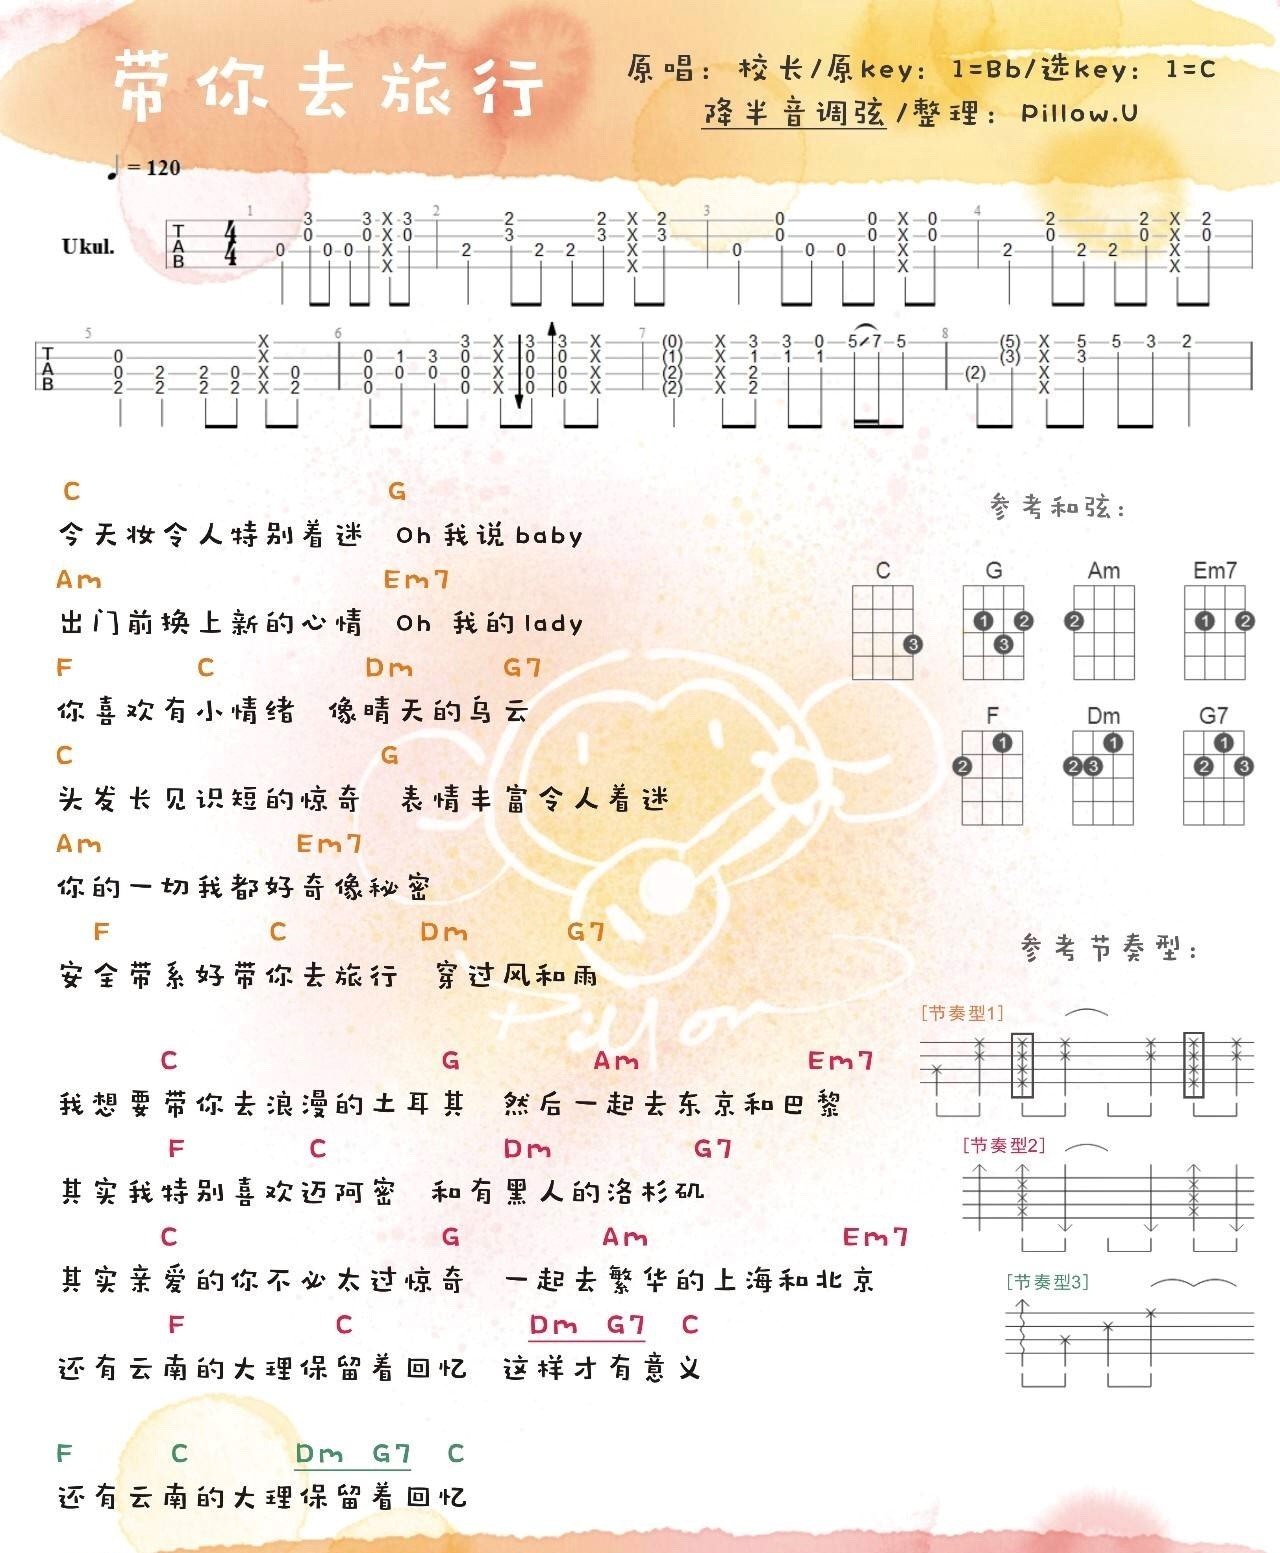 带你去旅行
原唱：校长/原key：1=Bb/选key：1=C
降半音调弦/整理：Pillow.U
♩ = 120
Ukul.
C G
今天妆令人特别着迷 Oh我说baby
Am Em7
出门前换上新的心情 Oh 我的lady
F C Dm G7
你喜欢有小情绪 像晴天的乌云
C G
头发长见识短的惊奇 表情丰富令人着迷
Am Em7
你的一切我都好奇像秘密
F C Dm G7
安全带系好带你去旅行 穿过风和雨
C G Am Em7
我想要带你去浪漫的土耳其 然后一起去东京和巴黎
F C Dm G7
其实我特别喜欢迈阿密 和有黑人的洛杉矶
C G Am Em7
其实亲爱的你不必太过惊奇 一起去繁华的上海和北京
F C Dm G7 C
还有云南的大理保留着回忆 这样才有意义
F C Dm G7 C
还有云南的大理保留着回忆
参考和弦：
C G Am Em7
F Dm G7
参考节奏型：
[节奏型1]
[节奏型2]
[节奏型3]
Pillow